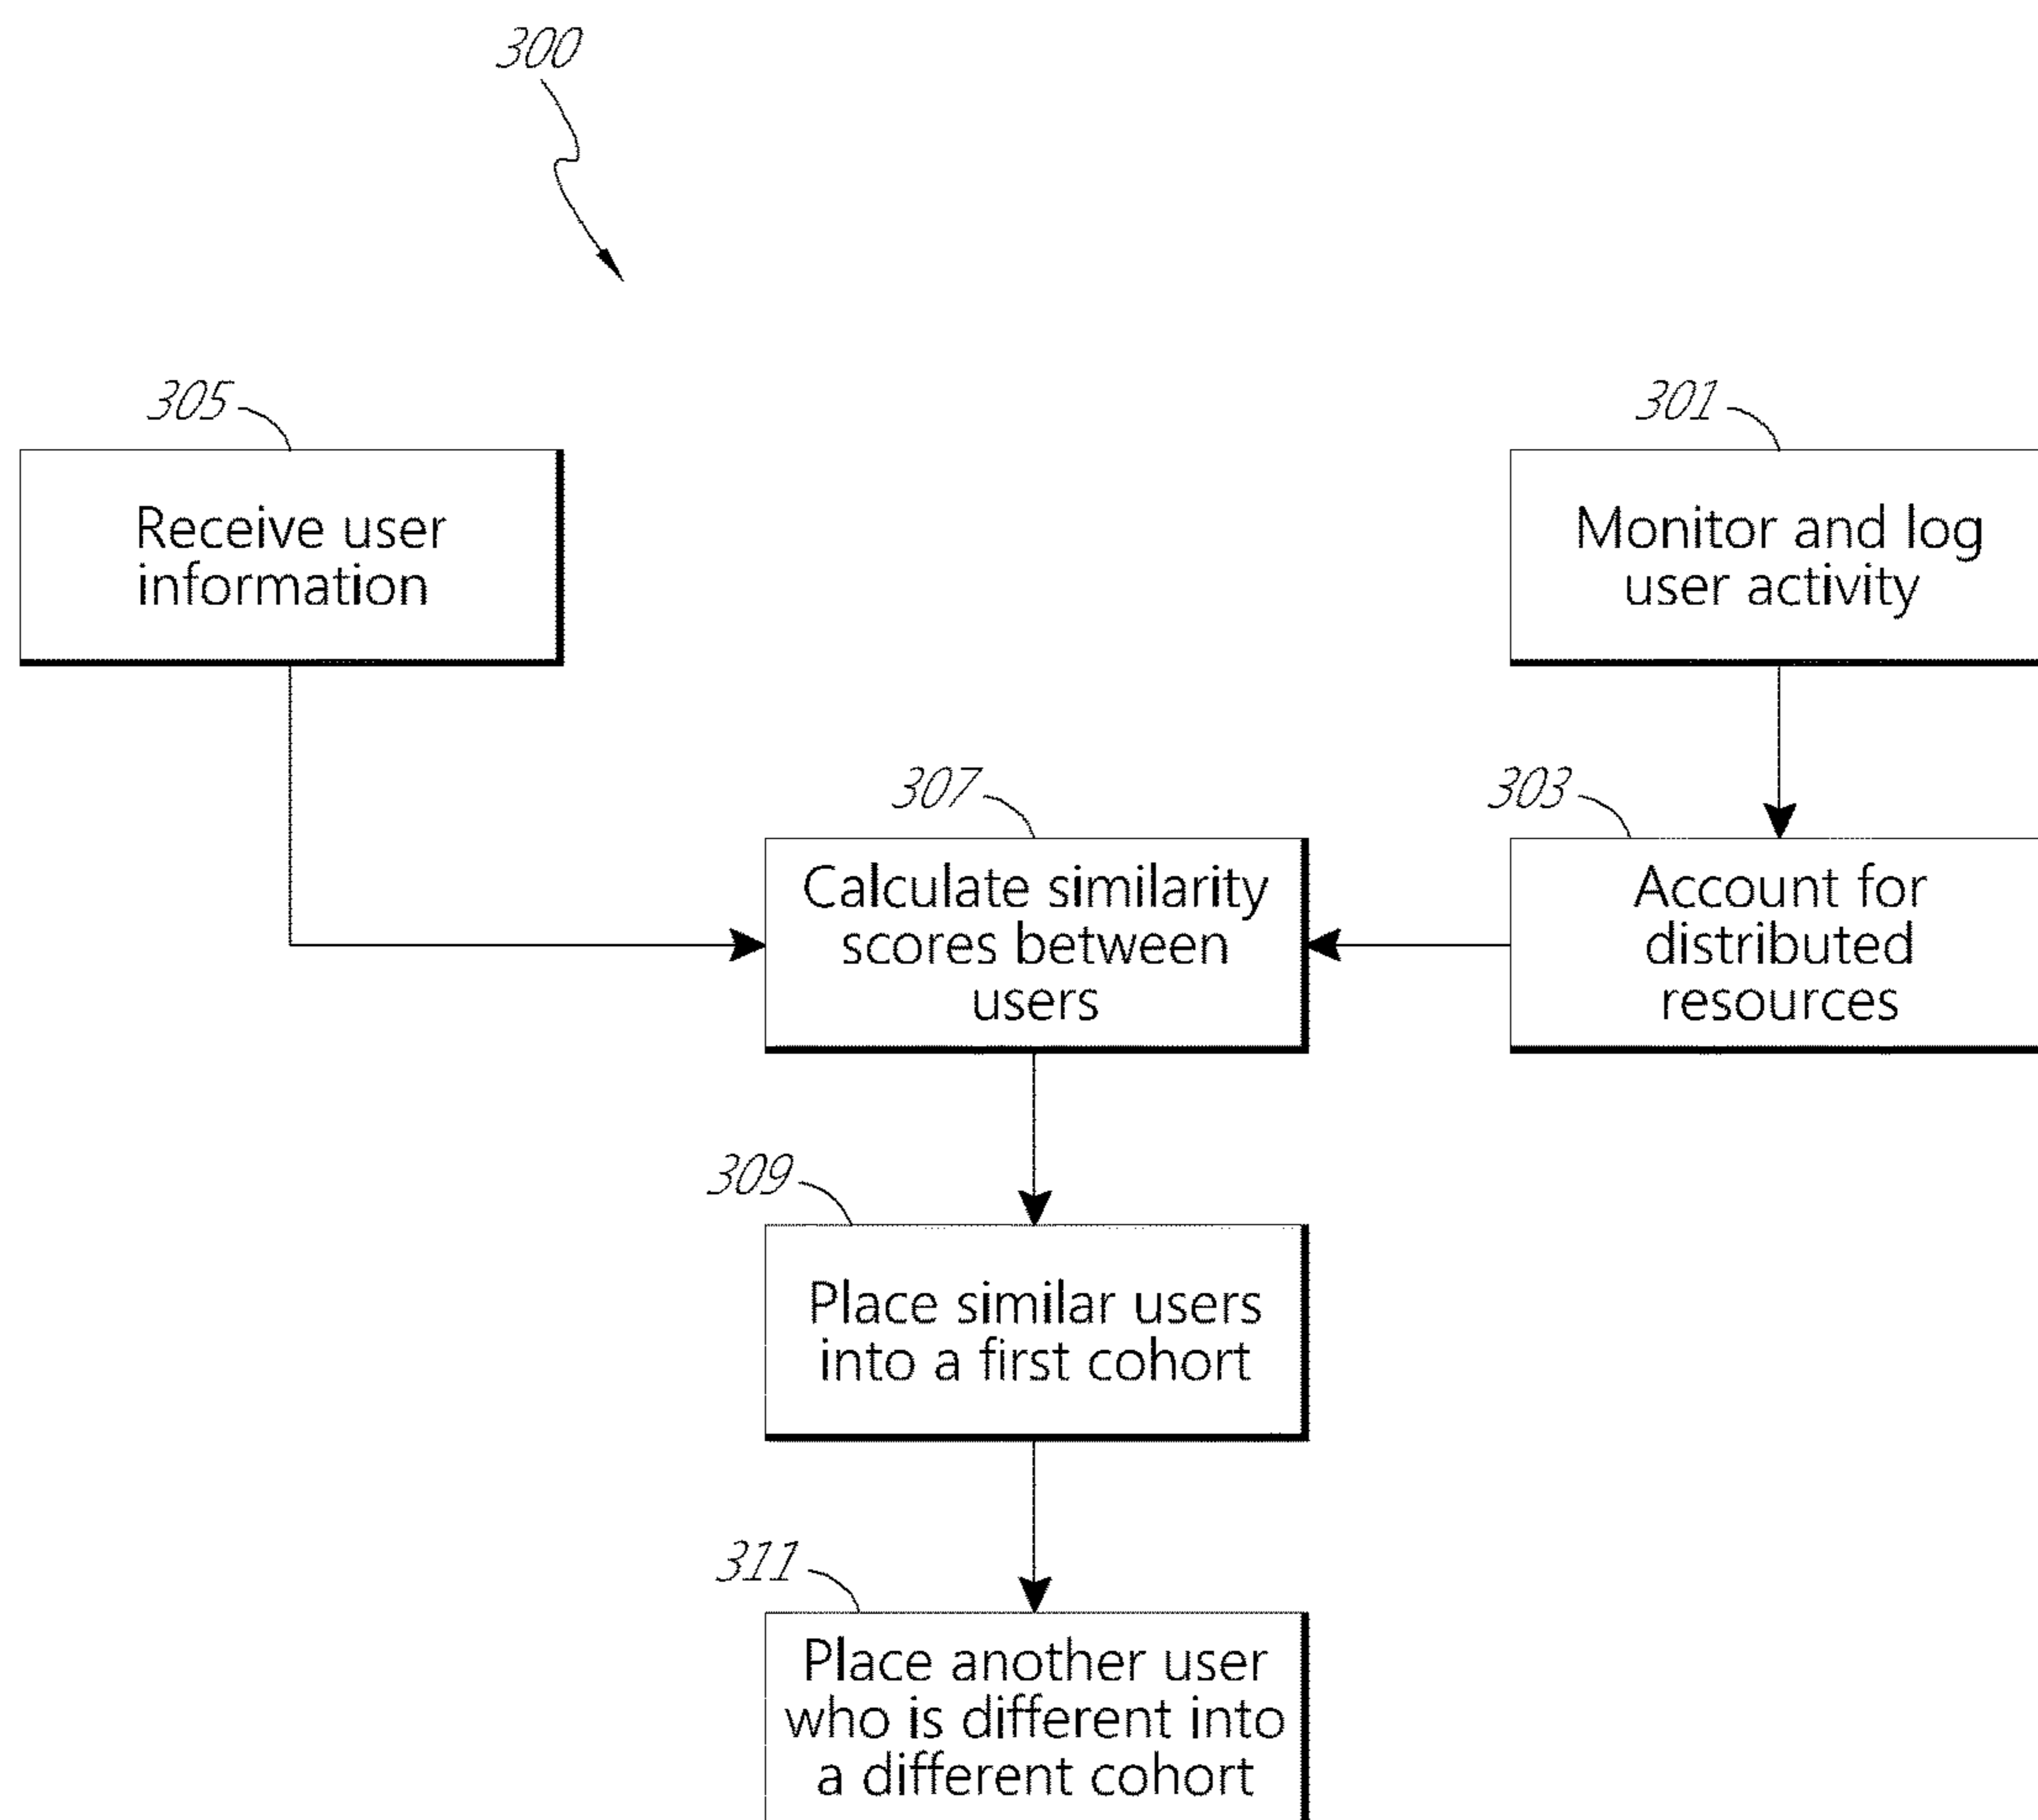 300
305
Receive user
information
301
Monitor and log
user activity
307
Calculate similarity
scores between
users
303
Account for
distributed
resources
309
Place similar users
into a first cohort
311
Place another user
who is different into
a different cohort